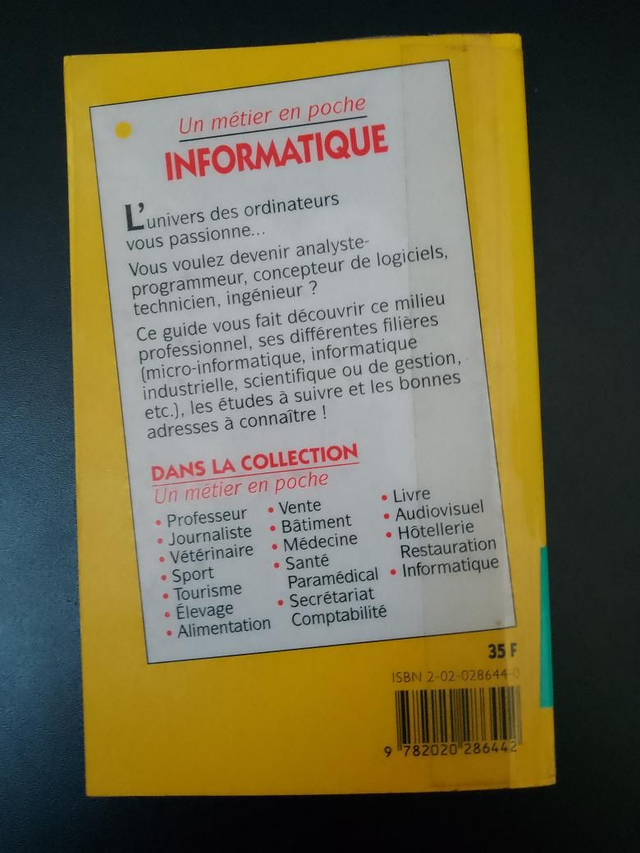 Un métier en poche
INFORMATIQUE
L'univers des ordinateurs
vous passionne...
Vous voulez devenir analyste-
programmeur, concepteur de logiciels,
technicien, ingénieur ?
Ce guide vous fait découvrir ce milieu
professionnel, ses différentes filières
(micro-informatique, informatique
industrielle, scientifique ou de gestion,
etc.), les études à suivre et les bonnes
adresses à connaître !
DANS LA COLLECTION
Un métier en poche
• Professeur
• Journaliste
• Vétérinaire
• Sport
• Tourisme
• Élevage
• Alimentation
• Vente
• Bâtiment
• Médecine
• Santé
Paramédical
• Secrétariat
Comptabilité
• Livre
• Audiovisuel
• Hôtellerie
Restauration
• Informatique
35 F
ISBN 2-02-028644-0
9 782020 286442